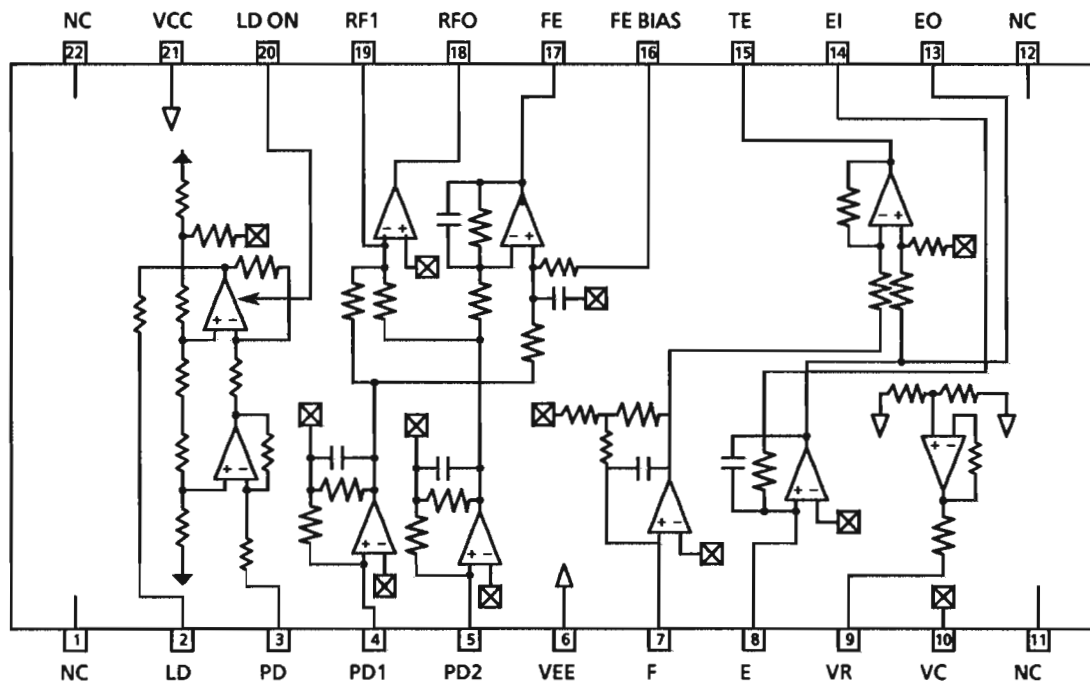 NC VCC LD ON RF1 RFO FE FE BIAS TE EI EO NC
22 21 20 19 18 17 16 15 14 13 12
- +
- +
+ -
- +
+ -
+ -
+ -
+ -
+ -
+ -
1 2 3 4 5 6 7 8 9 10 11
NC LD PD PD1 PD2 VEE F E VR VC NC